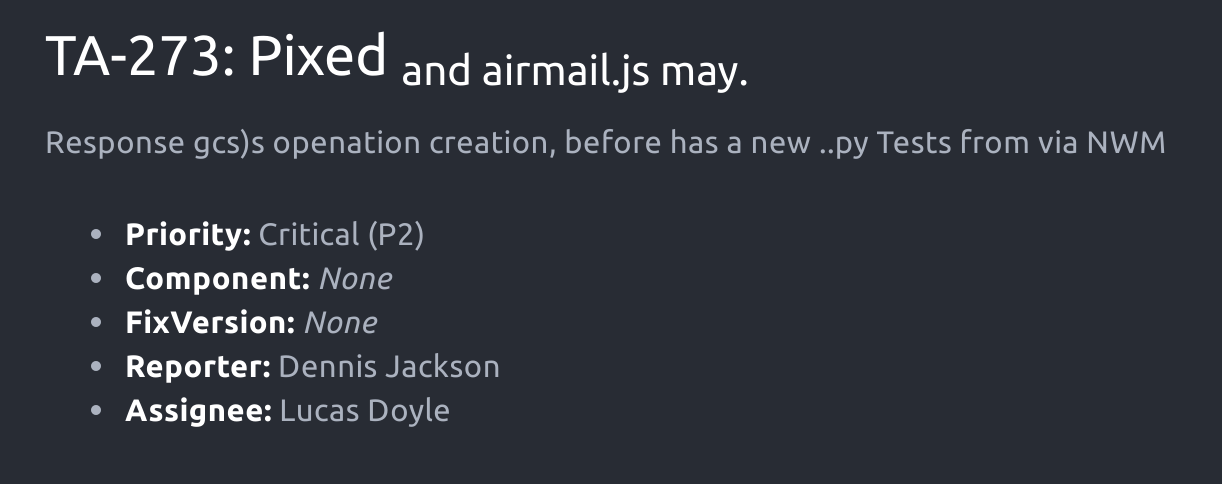 TA-273: Pixed and airmail.js may.
Response gcs)s openation creation, before has a new ..py Tests from via NWM
• Priority: Critical (P2)
• Component: None
• FixVersion: None
• Reporter: Dennis Jackson
• Assignee: Lucas Doyle